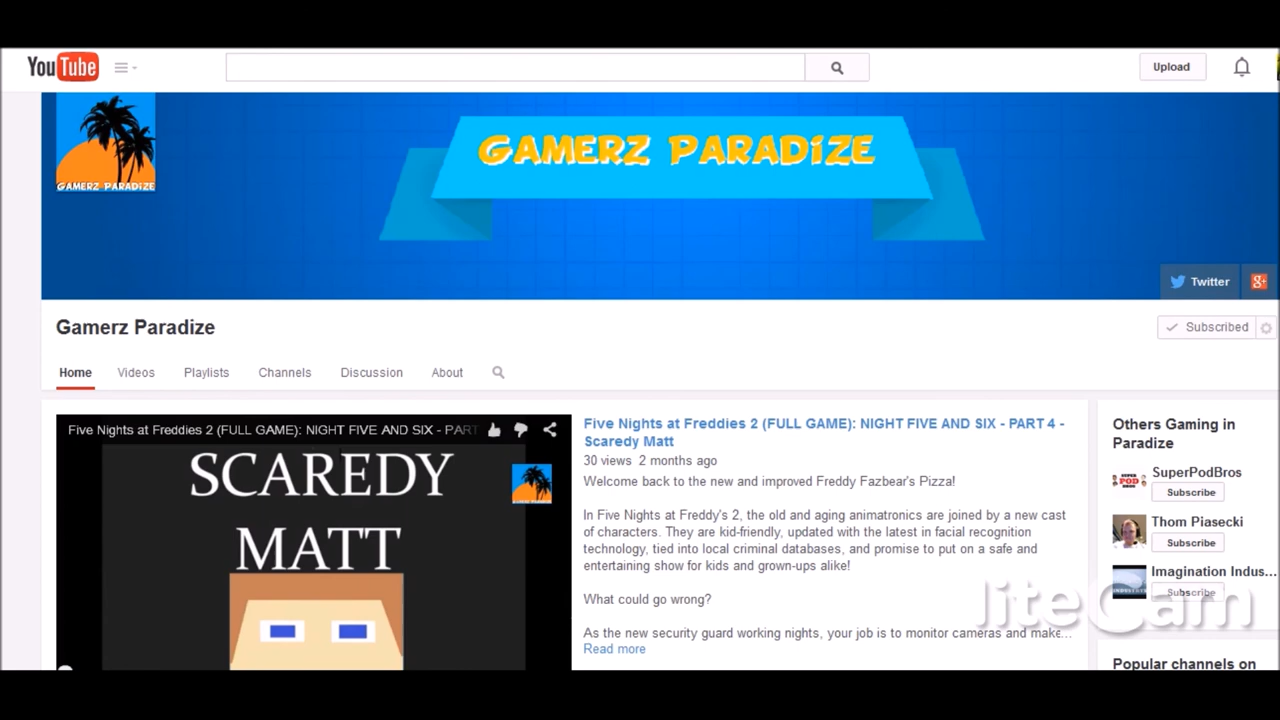 YouTube
Upload
GAMERZ PARADIZE
GAMERZ PARADIZE
Twitter
g+
Gamerz Paradize
Subscribed
Home
Videos
Playlists
Channels
Discussion
About
Five Nights at Freddies 2 (FULL GAME): NIGHT FIVE AND SIX - PART
SCAREDY
MATT
Five Nights at Freddies 2 (FULL GAME): NIGHT FIVE AND SIX - PART 4 -
Scaredy Matt
30 views 2 months ago
Welcome back to the new and improved Freddy Fazbear's Pizza!
In Five Nights at Freddy's 2, the old and aging animatronics are joined by a new cast
of characters. They are kid-friendly, updated with the latest in facial recognition
technology, tied into local criminal databases, and promise to put on a safe and
entertaining show for kids and grown-ups alike!
What could go wrong?
As the new security guard working nights, your job is to monitor cameras and make...
Read more
Others Gaming in
Paradize
SUPER POD BROS
SuperPodBros
Subscribe
Thom Piasecki
Subscribe
Imagination Indus...
Subscribe
liteCam
Popular channels on